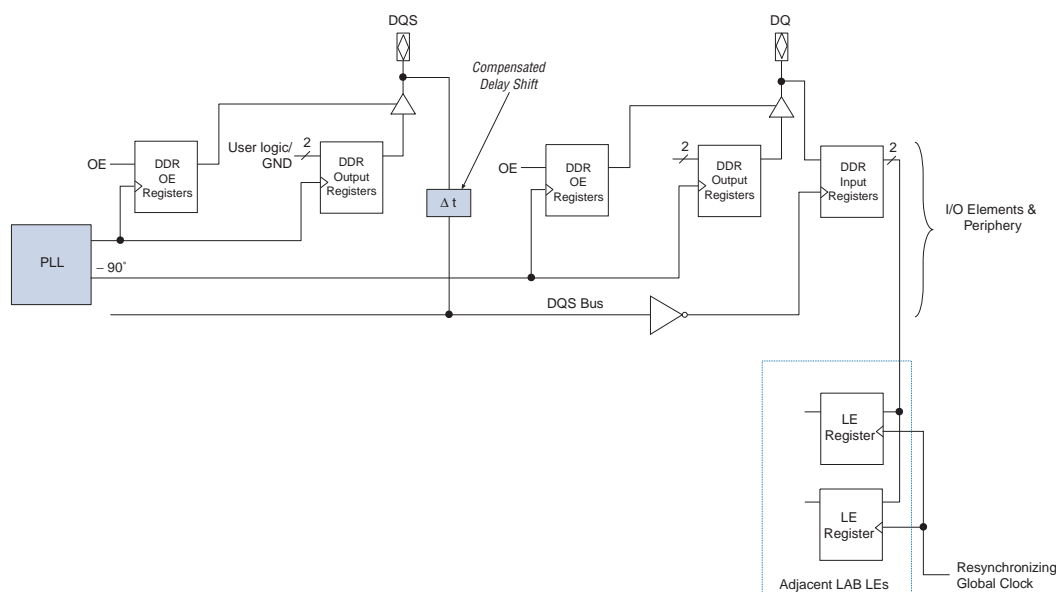 DQS
DQ
Compensated
Delay Shift
2
User logic/
GND
OE
DDR
OE
Registers
DDR
Output
Registers
OE
DDR
OE
Registers
2
DDR
Output
Registers
DDR
Input
Registers
2
Δ t
I/O Elements &
Periphery
PLL
− 90˚
DQS Bus
LE
Register
LE
Register
Adjacent LAB LEs
Resynchronizing
Global Clock